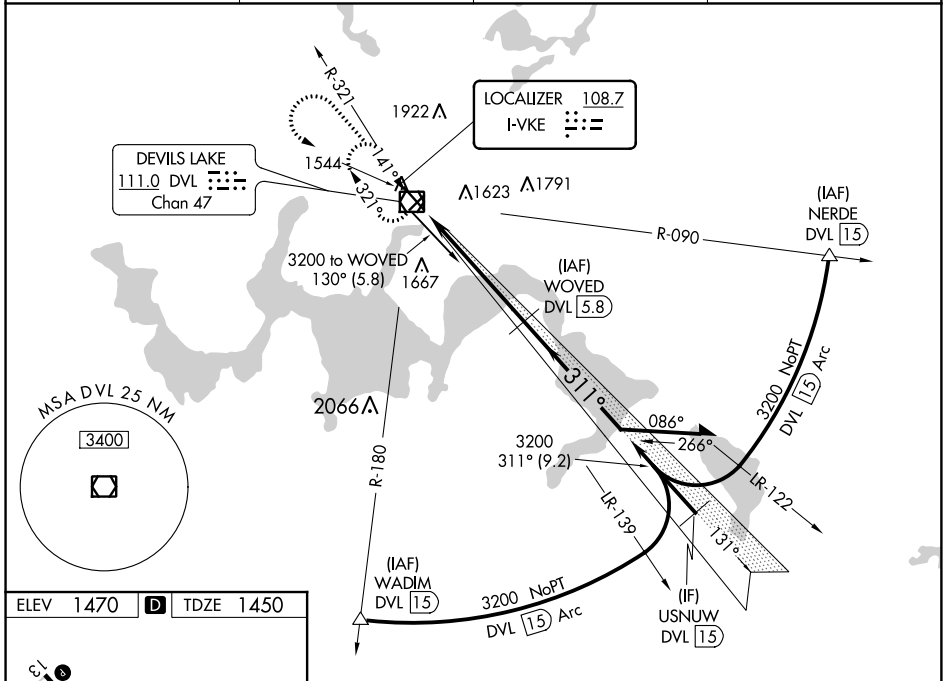 R-321
1922
LOCALIZER 108.7
I-VKE
DEVILS LAKE
111.0 DVL
Chan 47
1544
141°
321°
1623
1791
(IAF)
NERDE
DVL 15
R-090
3200 to WOVED
130° (5.8)
1667
(IAF)
WOVED
DVL 5.8
MSA DVL 25 NM
3400
2066
R-180
311°
3200 NoPT
DVL 15 Arc
086°
266°
3200
311° (9.2)
LR-122
LR-139
131°
(IAF)
WADIM
DVL 15
3200 NoPT
DVL 15 Arc
(IF)
USNUW
DVL 15
ELEV 1470 D TDZE 1450
13